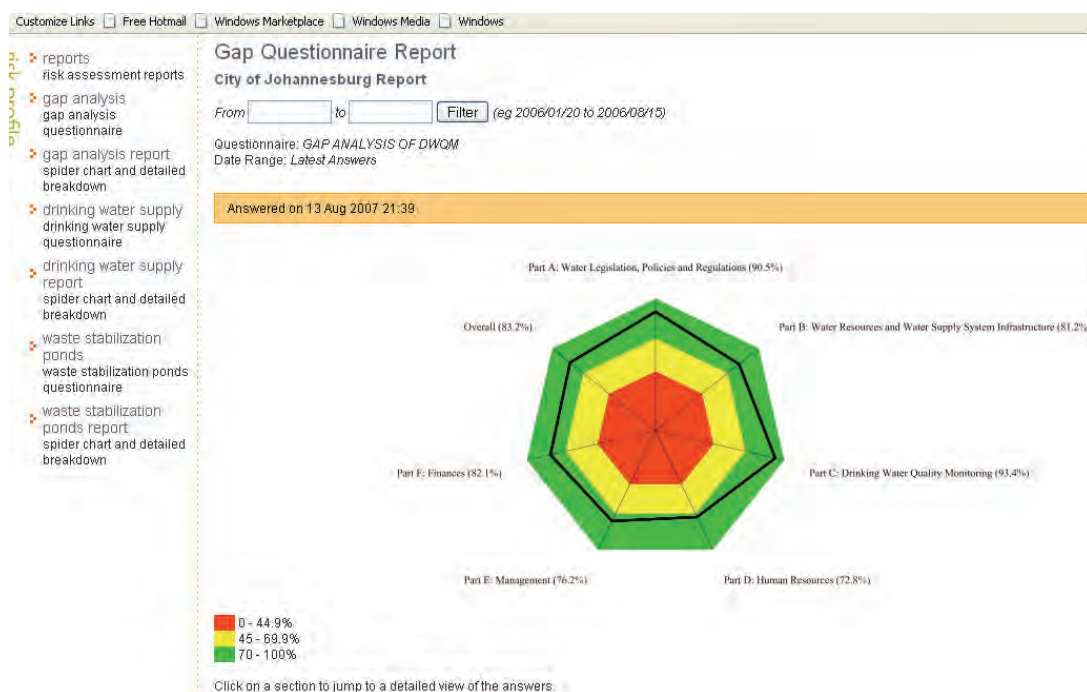 Customize Links Free Hotmail Windows Marketplace Windows Media Windows
risk profile
reports
risk assessment reports
gap analysis
gap analysis
questionnaire
gap analysis report
spider chart and detailed
breakdown
drinking water supply
drinking water supply
questionnaire
drinking water supply
report
spider chart and detailed
breakdown
waste stabilization
ponds
waste stabilization ponds
questionnaire
waste stabilization
ponds report
spider chart and detailed
breakdown
Gap Questionnaire Report
City of Johannesburg Report
From to Filter (eg 2006/01/20 to 2006/08/15)
Questionnaire: GAP ANALYSIS OF DWQM
Date Range: Latest Answers
Answered on 13 Aug 2007 21:39
Part A: Water Legislation, Policies and Regulations (90.5%)
Overall (83.2%)
Part B: Water Resources and Water Supply System Infrastructure (81.2%
Part F: Finances (82.1%)
Part C: Drinking Water Quality Monitoring (93.4%)
Part E: Management (76.2%)
Part D: Human Resources (72.8%)
0 - 44.9%
45 - 69.9%
70 - 100%
Click on a section to jump to a detailed view of the answers.